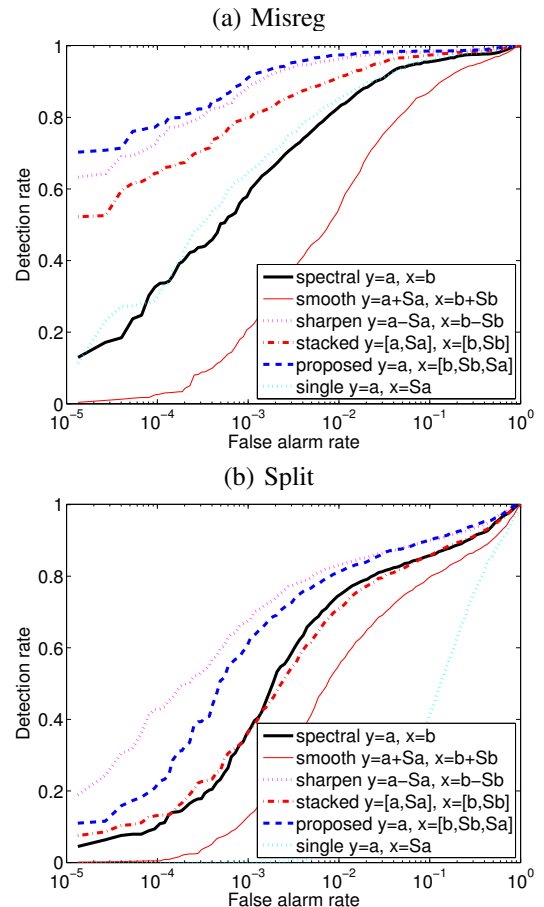 (a) Misreg
1
0.8
0.6
0.4
0.2
0
Detection rate
spectral y=a, x=b
smooth y=a+Sa, x=b+Sb
sharpen y=a−Sa, x=b−Sb
stacked y=[a,Sa], x=[b,Sb]
proposed y=a, x=[b,Sb,Sa]
single y=a, x=Sa
10^-5 10^-4 10^-3 10^-2 10^-1 10^0
False alarm rate
(b) Split
1
0.8
0.6
0.4
0.2
0
Detection rate
spectral y=a, x=b
smooth y=a+Sa, x=b+Sb
sharpen y=a−Sa, x=b−Sb
stacked y=[a,Sa], x=[b,Sb]
proposed y=a, x=[b,Sb,Sa]
single y=a, x=Sa
10^-5 10^-4 10^-3 10^-2 10^-1 10^0
False alarm rate